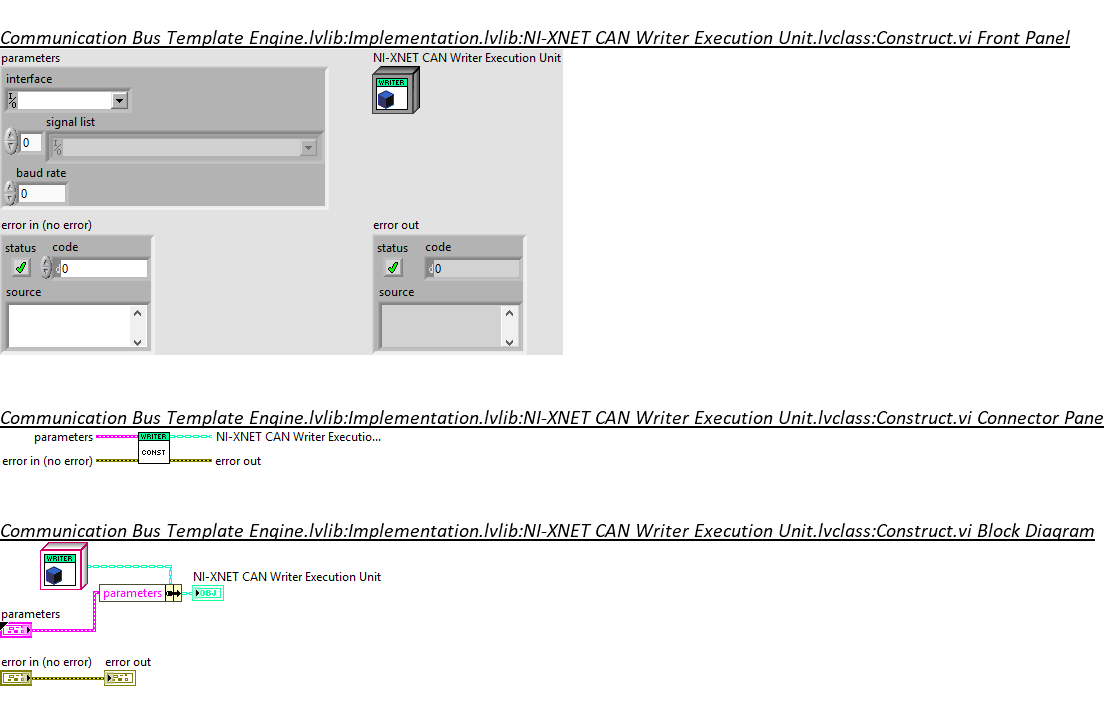 Communication Bus Template Engine.lvlib:Implementation.lvlib:NI-XNET CAN Writer Execution Unit.lvclass:Construct.vi Front Panel
parameters
NI-XNET CAN Writer Execution Unit
interface
WRITER
I/O
signal list
0
I/O
baud rate
0
error in (no error)
error out
status code
status code
d 0
d 0
source
source
Communication Bus Template Engine.lvlib:Implementation.lvlib:NI-XNET CAN Writer Execution Unit.lvclass:Construct.vi Connector Pane
parameters
WRITER
NI-XNET CAN Writer Executio...
CONST
error in (no error)
error out
Communication Bus Template Engine.lvlib:Implementation.lvlib:NI-XNET CAN Writer Execution Unit.lvclass:Construct.vi Block Diagram
WRITER
NI-XNET CAN Writer Execution Unit
parameters
OBJ
parameters
error in (no error)
error out